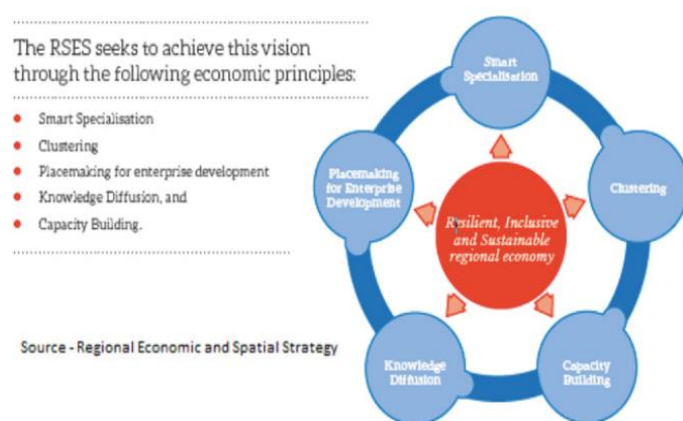 The RSES seeks to achieve this vision
through the following economic principles:
Smart Specialisation
Clustering
Placemaking for enterprise development
Knowledge Diffusion, and
Capacity Building.
Source - Regional Economic and Spatial Strategy
Smart
Specialisation
Placemaking
for Enterprise
Development
Clustering
Resilient, Inclusive
and Sustainable
regional economy
Knowledge
Diffusion
Capacity
Building